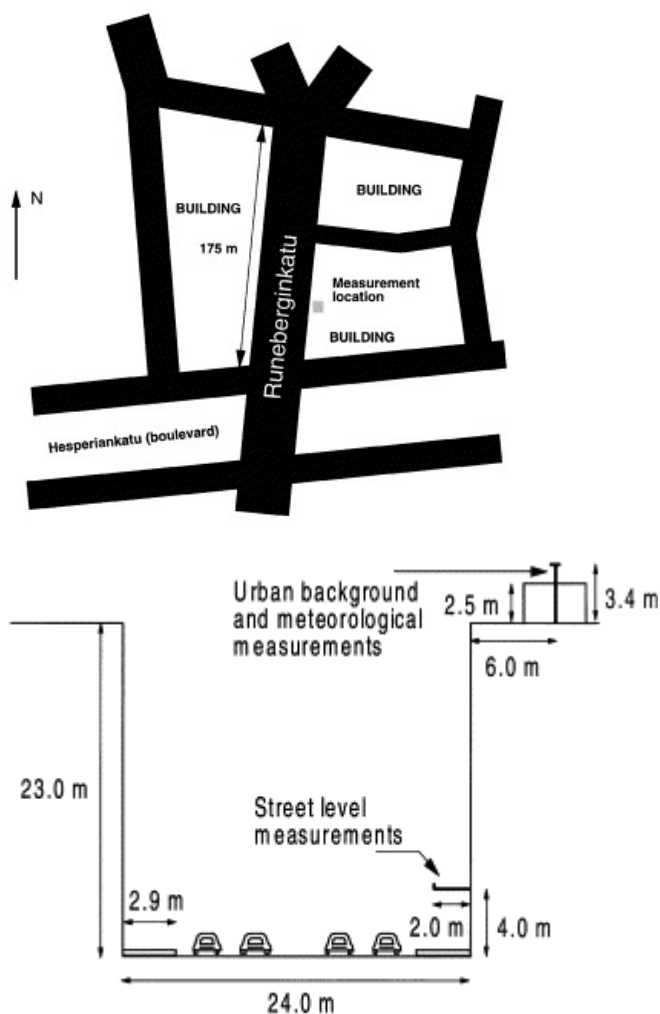 N
BUILDING
175 m
BUILDING
Runeberginkatu
Measurement
location
BUILDING
Hesperiankatu (boulevard)
Urban background
and meteorological
measurements
2.5 m
3.4 m
6.0 m
23.0 m
Street level
measurements
2.9 m
2.0 m
4.0 m
24.0 m